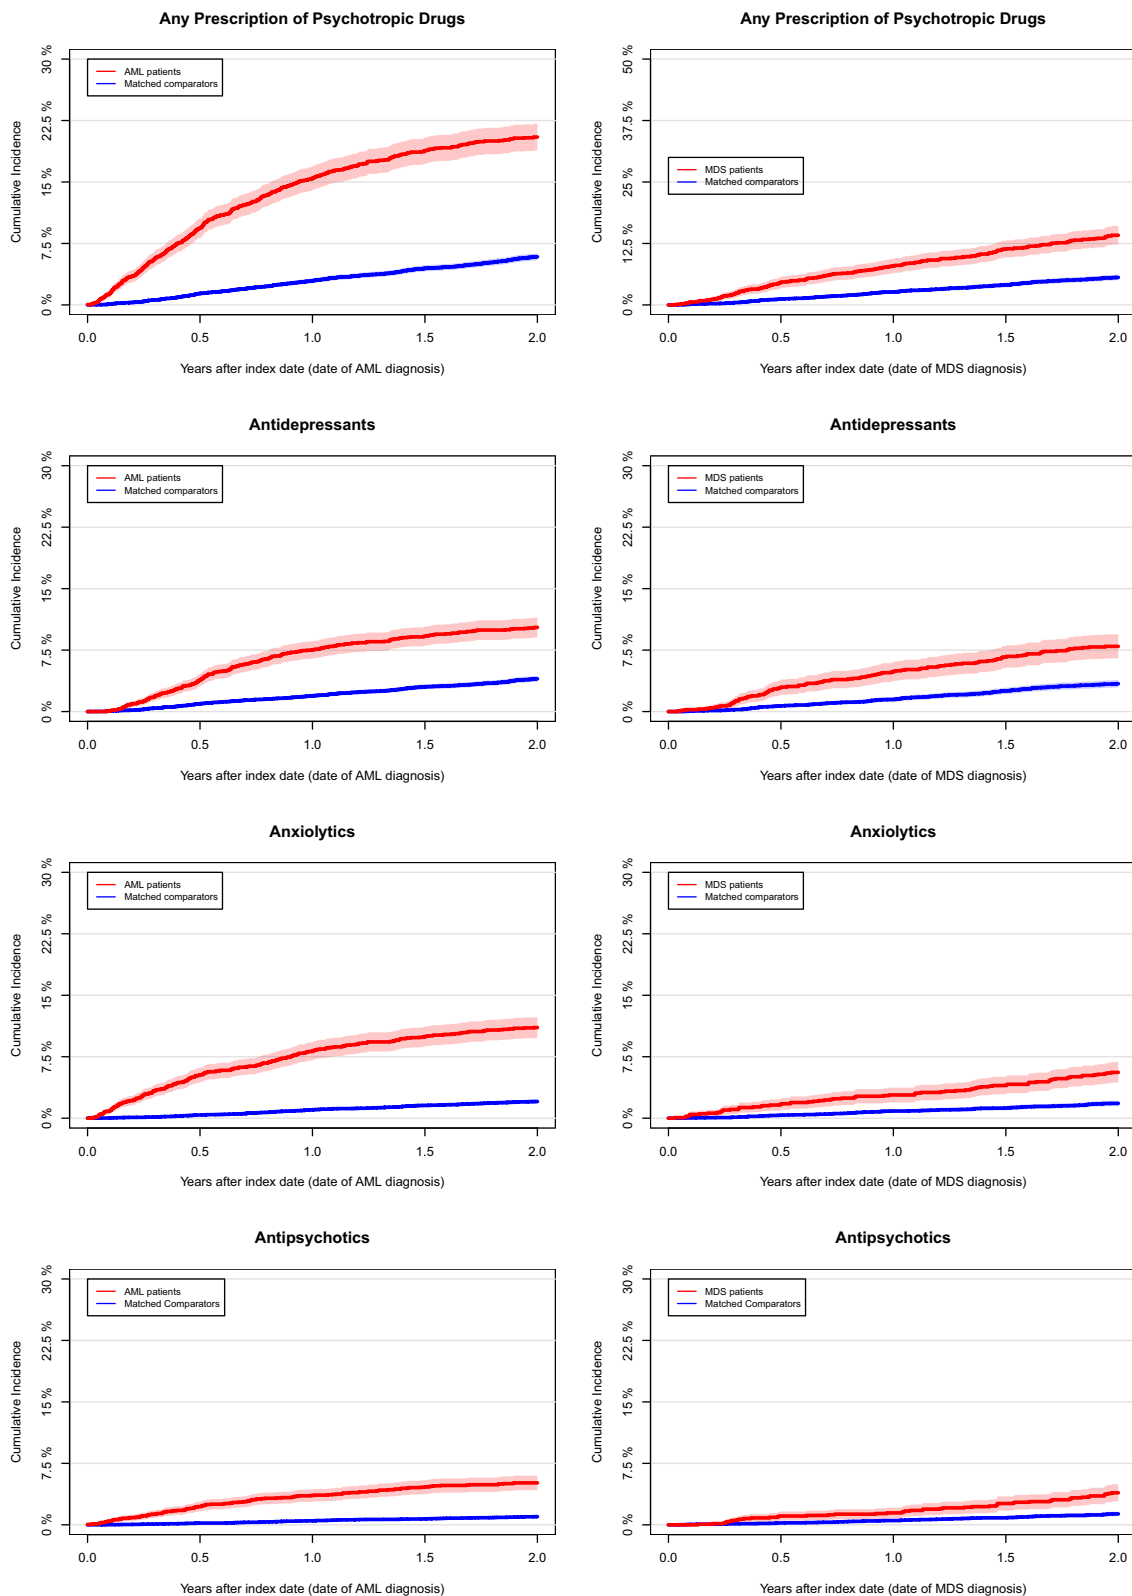 Any Prescription of Psychotropic Drugs
Cumulative Incidence
30 %
22.5 %
15 %
7.5 %
0 %
AML patients
Matched comparators
0.0 0.5 1.0 1.5 2.0
Years after index date (date of AML diagnosis)
Any Prescription of Psychotropic Drugs
Cumulative Incidence
50 %
37.5 %
25 %
12.5 %
0 %
MDS patients
Matched comparators
0.0 0.5 1.0 1.5 2.0
Years after index date (date of MDS diagnosis)
Antidepressants
Cumulative Incidence
30 %
22.5 %
15 %
7.5 %
0 %
AML patients
Matched comparators
0.0 0.5 1.0 1.5 2.0
Years after index date (date of AML diagnosis)
Antidepressants
Cumulative Incidence
30 %
22.5 %
15 %
7.5 %
0 %
MDS patients
Matched comparators
0.0 0.5 1.0 1.5 2.0
Years after index date (date of MDS diagnosis)
Anxiolytics
Cumulative Incidence
30 %
22.5 %
15 %
7.5 %
0 %
AML patients
Matched comparators
0.0 0.5 1.0 1.5 2.0
Years after index date (date of AML diagnosis)
Anxiolytics
Cumulative Incidence
30 %
22.5 %
15 %
7.5 %
0 %
MDS patients
Matched comparators
0.0 0.5 1.0 1.5 2.0
Years after index date (date of MDS diagnosis)
Antipsychotics
Cumulative Incidence
30 %
22.5 %
15 %
7.5 %
0 %
AML patients
Matched Comparators
0.0 0.5 1.0 1.5 2.0
Years after index date (date of AML diagnosis)
Antipsychotics
Cumulative Incidence
30 %
22.5 %
15 %
7.5 %
0 %
MDS patients
Matched Comparators
0.0 0.5 1.0 1.5 2.0
Years after index date (date of MDS diagnosis)